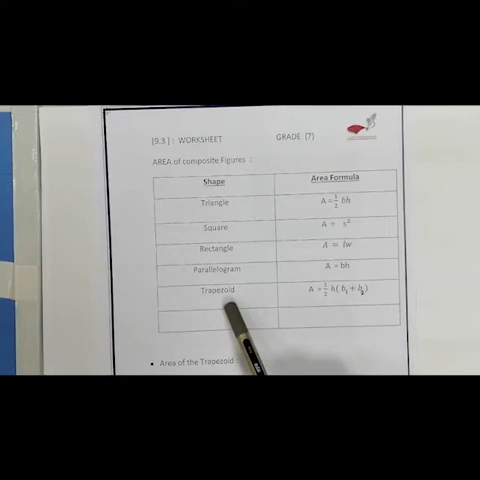 [9.3] : WORKSHEET GRADE (7)
AREA of composite Figures :
Shape Area Formula
Triangle A = 1/2 bh
Square A = s²
Rectangle A = lw
Parallelogram A = bh
Trapezoid A = 1/2 h( b₁ + b₂)
• Area of the Trapezoid :